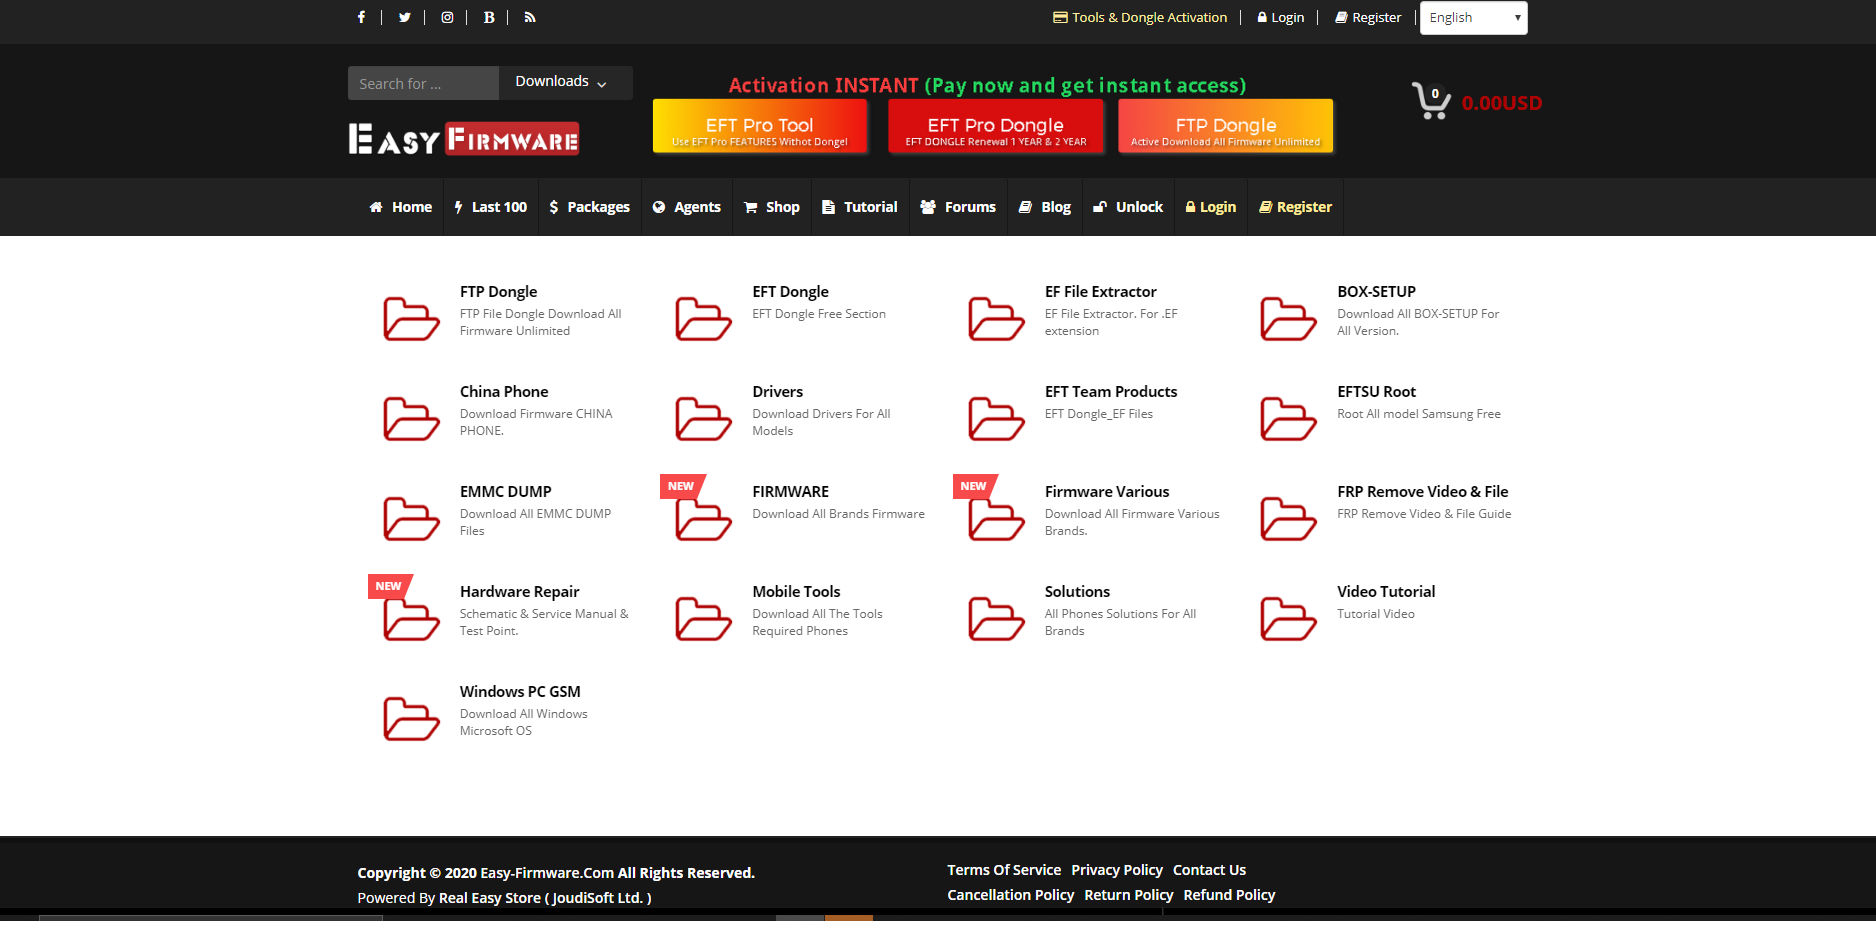 B
Tools & Dongle Activation
Login
Register
English
Search for ...
Downloads
Activation INSTANT (Pay now and get instant access)
EFT Pro Tool
Use EFT Pro FEATURES Withot Dongel
EFT Pro Dongle
EFT DONGLE Renewal 1 YEAR & 2 YEAR
FTP Dongle
Active Download All Firmware Unlimited
0
0.00USD
EASY FIRMWARE
Home
Last 100
Packages
Agents
Shop
Tutorial
Forums
Blog
Unlock
Login
Register
FTP Dongle
FTP File Dongle Download All
Firmware Unlimited
EFT Dongle
EFT Dongle Free Section
EF File Extractor
EF File Extractor. For .EF
extension
BOX-SETUP
Download All BOX-SETUP For
All Version.
China Phone
Download Firmware CHINA
PHONE.
Drivers
Download Drivers For All
Models
EFT Team Products
EFT Dongle_EF Files
EFTSU Root
Root All model Samsung Free
EMMC DUMP
Download All EMMC DUMP
Files
NEW
FIRMWARE
Download All Brands Firmware
NEW
Firmware Various
Download All Firmware Various
Brands.
FRP Remove Video & File
FRP Remove Video & File Guide
NEW
Hardware Repair
Schematic & Service Manual &
Test Point.
Mobile Tools
Download All The Tools
Required Phones
Solutions
All Phones Solutions For All
Brands
Video Tutorial
Tutorial Video
Windows PC GSM
Download All Windows
Microsoft OS
Copyright © 2020 Easy-Firmware.Com All Rights Reserved.
Powered By Real Easy Store ( JoudiSoft Ltd. )
Terms Of Service Privacy Policy Contact Us
Cancellation Policy Return Policy Refund Policy